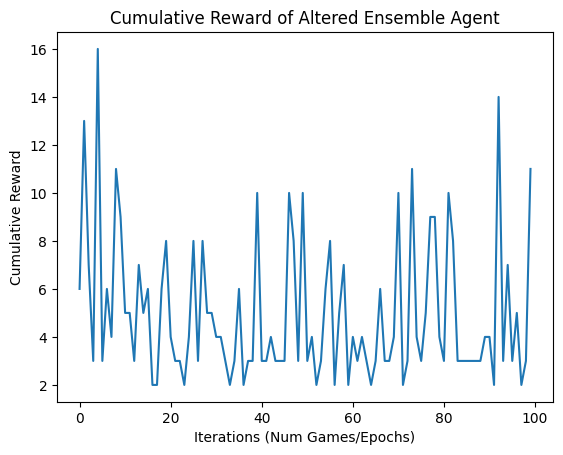 Cumulative Reward of Altered Ensemble Agent
16
14
12
10
8
6
4
2
Cumulative Reward
0 20 40 60 80 100
Iterations (Num Games/Epochs)